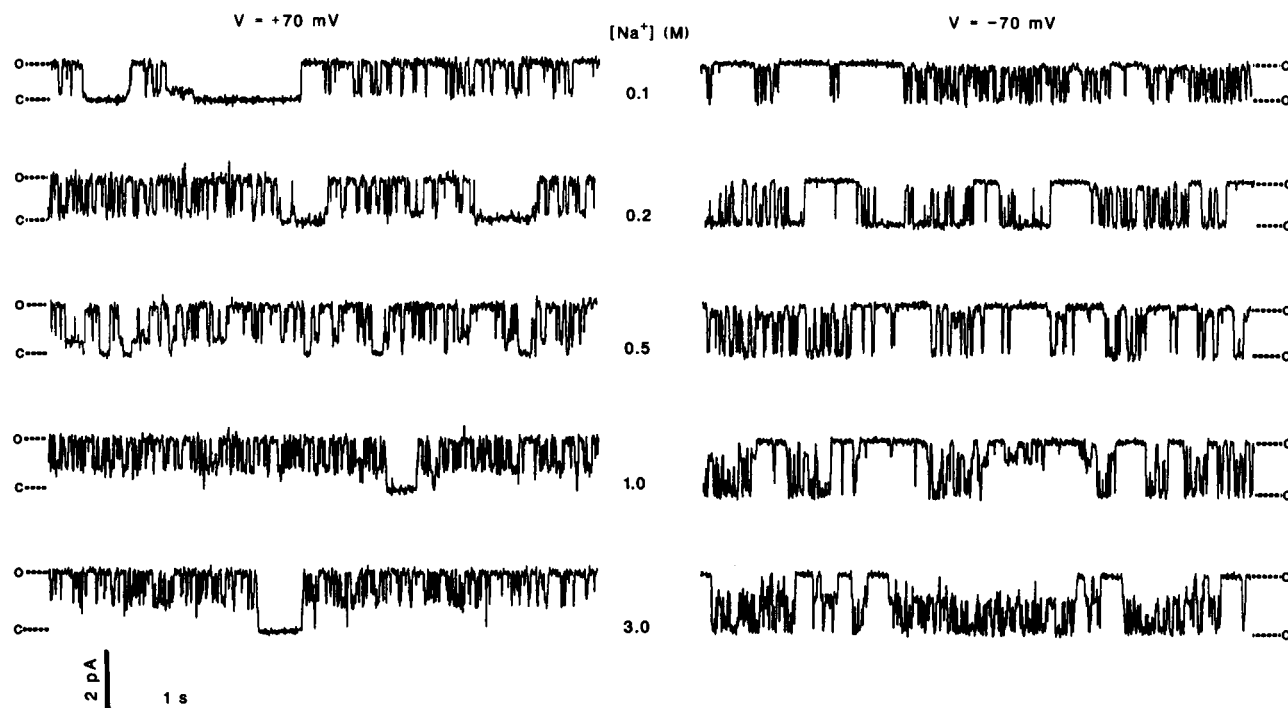 V = +70 mV
[Na⁺] (M)
V = −70 mV
O
C
0.1
C
O
O
C
0.2
C
O
O
C
0.5
C
O
O
C
1.0
C
O
O
C
3.0
C
O
2 pA
1 s